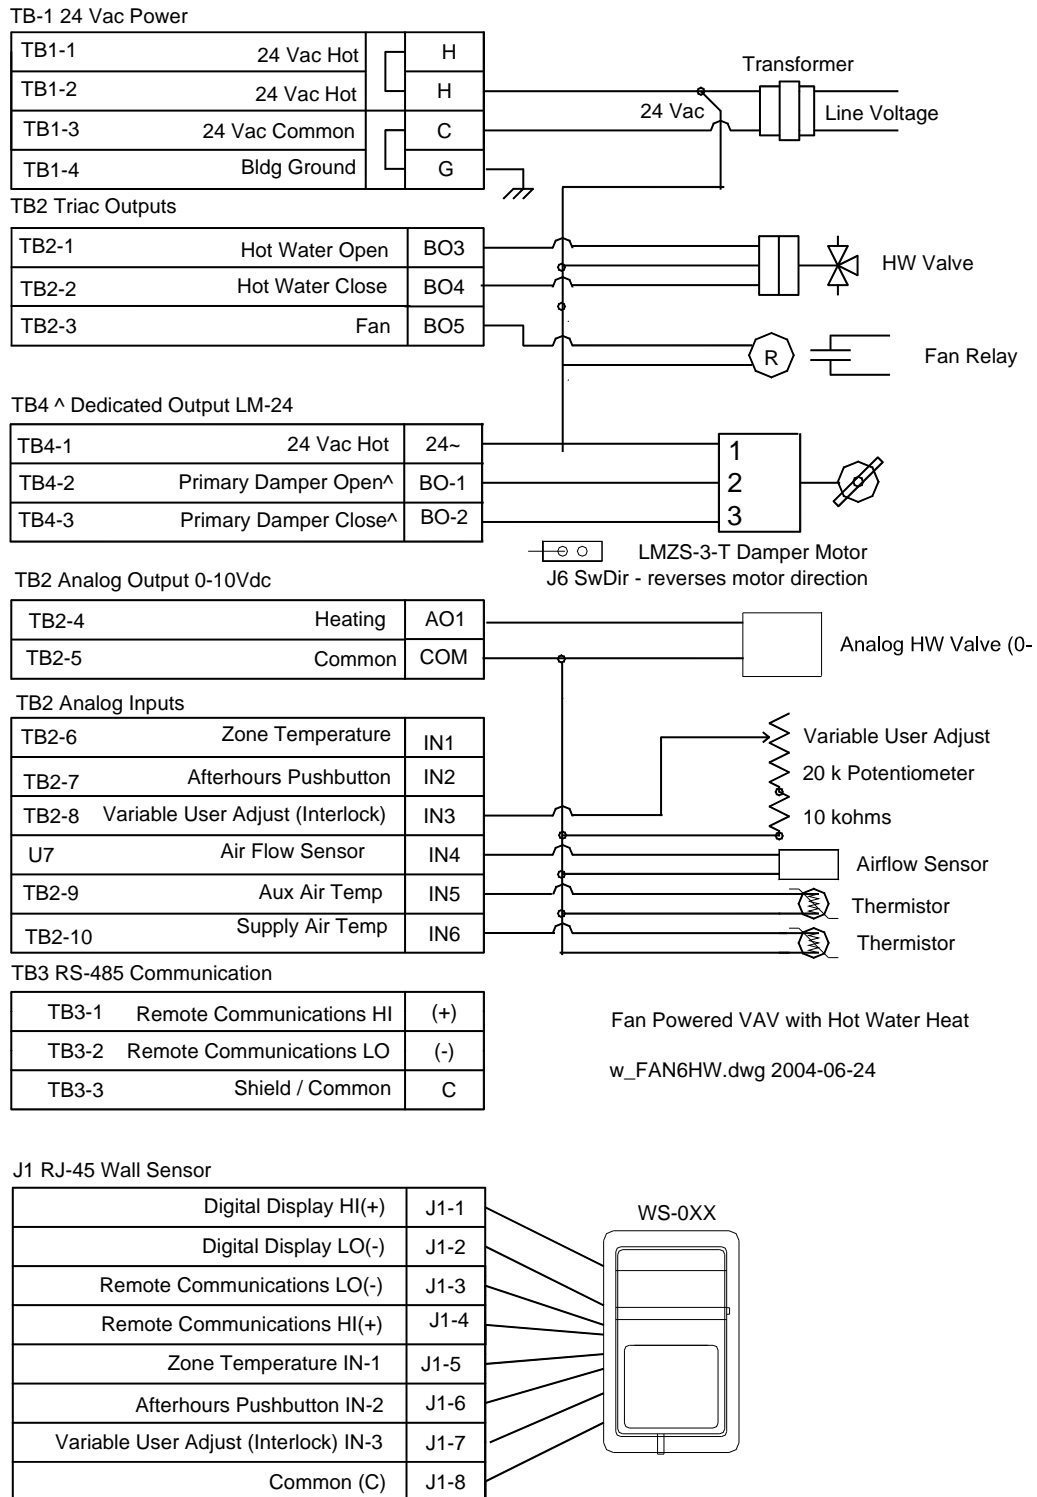 TB-1 24 Vac Power
TB1-1 24 Vac Hot H
TB1-2 24 Vac Hot H
TB1-3 24 Vac Common C
TB1-4 Bldg Ground G
Transformer
24 Vac
Line Voltage
TB2 Triac Outputs
TB2-1 Hot Water Open BO3
TB2-2 Hot Water Close BO4
TB2-3 Fan BO5
HW Valve
R
Fan Relay
TB4 ^ Dedicated Output LM-24
TB4-1 24 Vac Hot 24~ 1
TB4-2 Primary Damper Open^ BO-1 2
TB4-3 Primary Damper Close^ BO-2 3
LMZS-3-T Damper Motor
J6 SwDir - reverses motor direction
TB2 Analog Output 0-10Vdc
TB2-4 Heating AO1
TB2-5 Common COM
Analog HW Valve (0-
TB2 Analog Inputs
TB2-6 Zone Temperature IN1
TB2-7 Afterhours Pushbutton IN2
TB2-8 Variable User Adjust (Interlock) IN3
U7 Air Flow Sensor IN4
TB2-9 Aux Air Temp IN5
TB2-10 Supply Air Temp IN6
Variable User Adjust
20 k Potentiometer
10 kohms
Airflow Sensor
Thermistor
Thermistor
TB3 RS-485 Communication
TB3-1 Remote Communications HI (+)
TB3-2 Remote Communications LO (-)
TB3-3 Shield / Common C
Fan Powered VAV with Hot Water Heat
w_FAN6HW.dwg 2004-06-24
J1 RJ-45 Wall Sensor
Digital Display HI(+) J1-1
Digital Display LO(-) J1-2
Remote Communications LO(-) J1-3
Remote Communications HI(+) J1-4
Zone Temperature IN-1 J1-5
Afterhours Pushbutton IN-2 J1-6
Variable User Adjust (Interlock) IN-3 J1-7
Common (C) J1-8
WS-0XX